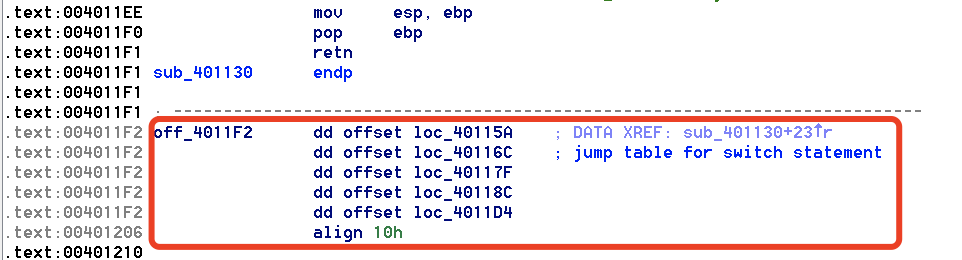 .text:004011EE mov esp, ebp
.text:004011F0 pop ebp
.text:004011F1 retn
.text:004011F1 sub_401130 endp
.text:004011F1
.text:004011F1 ; ---------------------------------------------------------------------------
.text:004011F2 off_4011F2 dd offset loc_40115A ; DATA XREF: sub_401130+23↑r
.text:004011F2 dd offset loc_40116C ; jump table for switch statement
.text:004011F2 dd offset loc_40117F
.text:004011F2 dd offset loc_40118C
.text:004011F2 dd offset loc_4011D4
.text:00401206 align 10h
.text:00401210